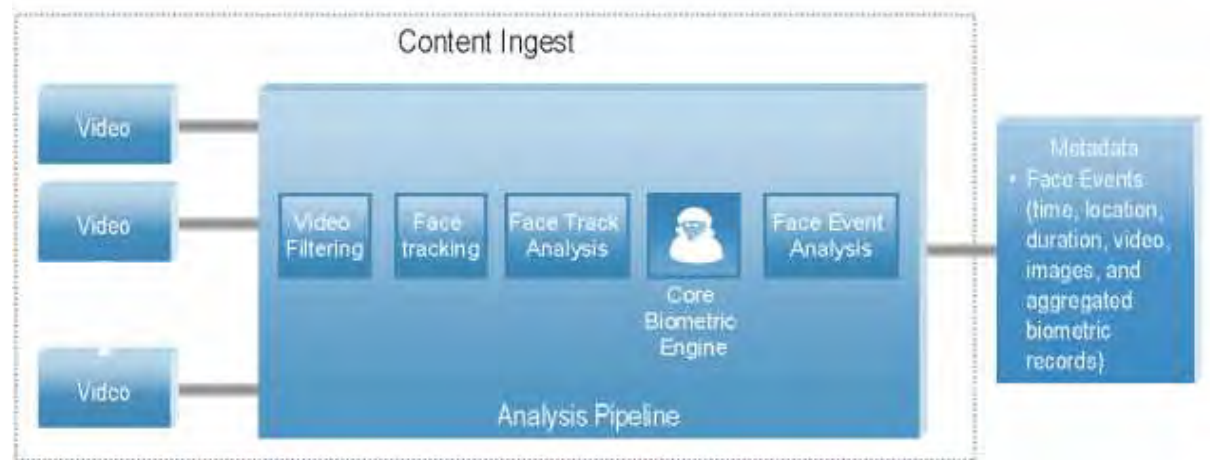 Content Ingest
Video
Video
Video
Video
Filtering
Face
tracking
Face Track
Analysis
Core
Biometric
Engine
Face Event
Analysis
Analysis Pipeline
Metadata
• Face Events
(time, location,
duration, video,
images, and
aggregated
biometric
records)